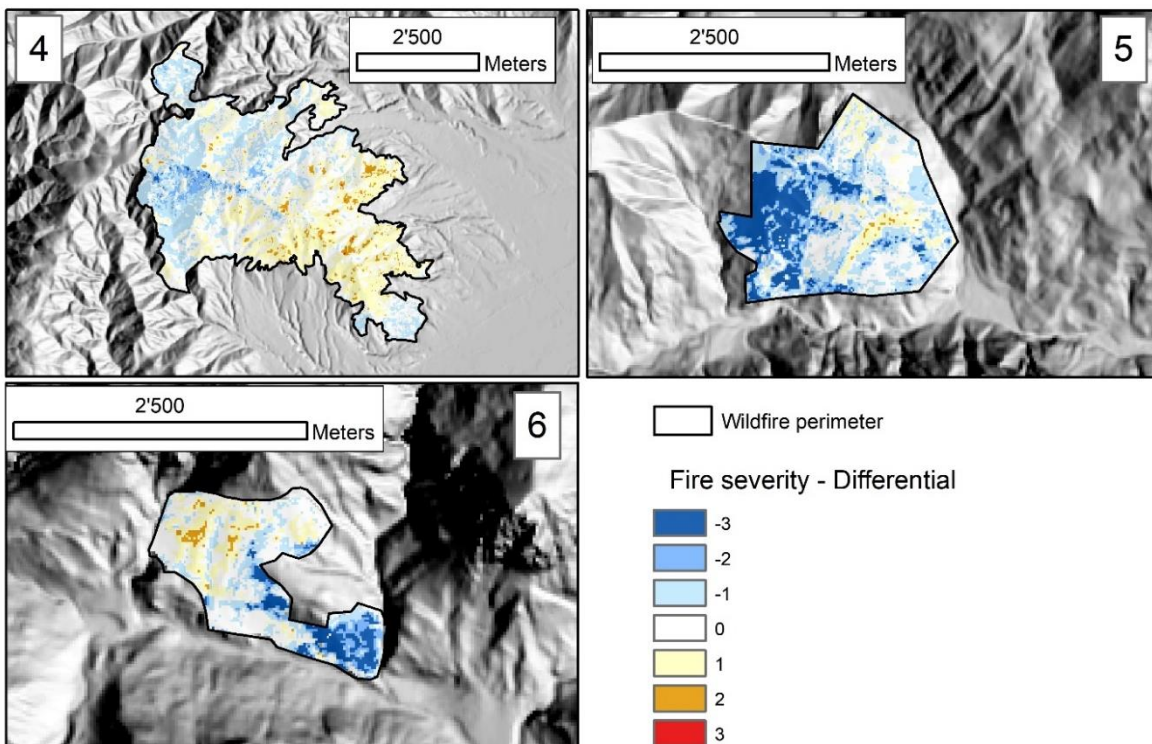 4
2'500
Meters
2'500
Meters
5
2'500
Meters
6
Wildfire perimeter
Fire severity - Differential
-3
-2
-1
0
1
2
3